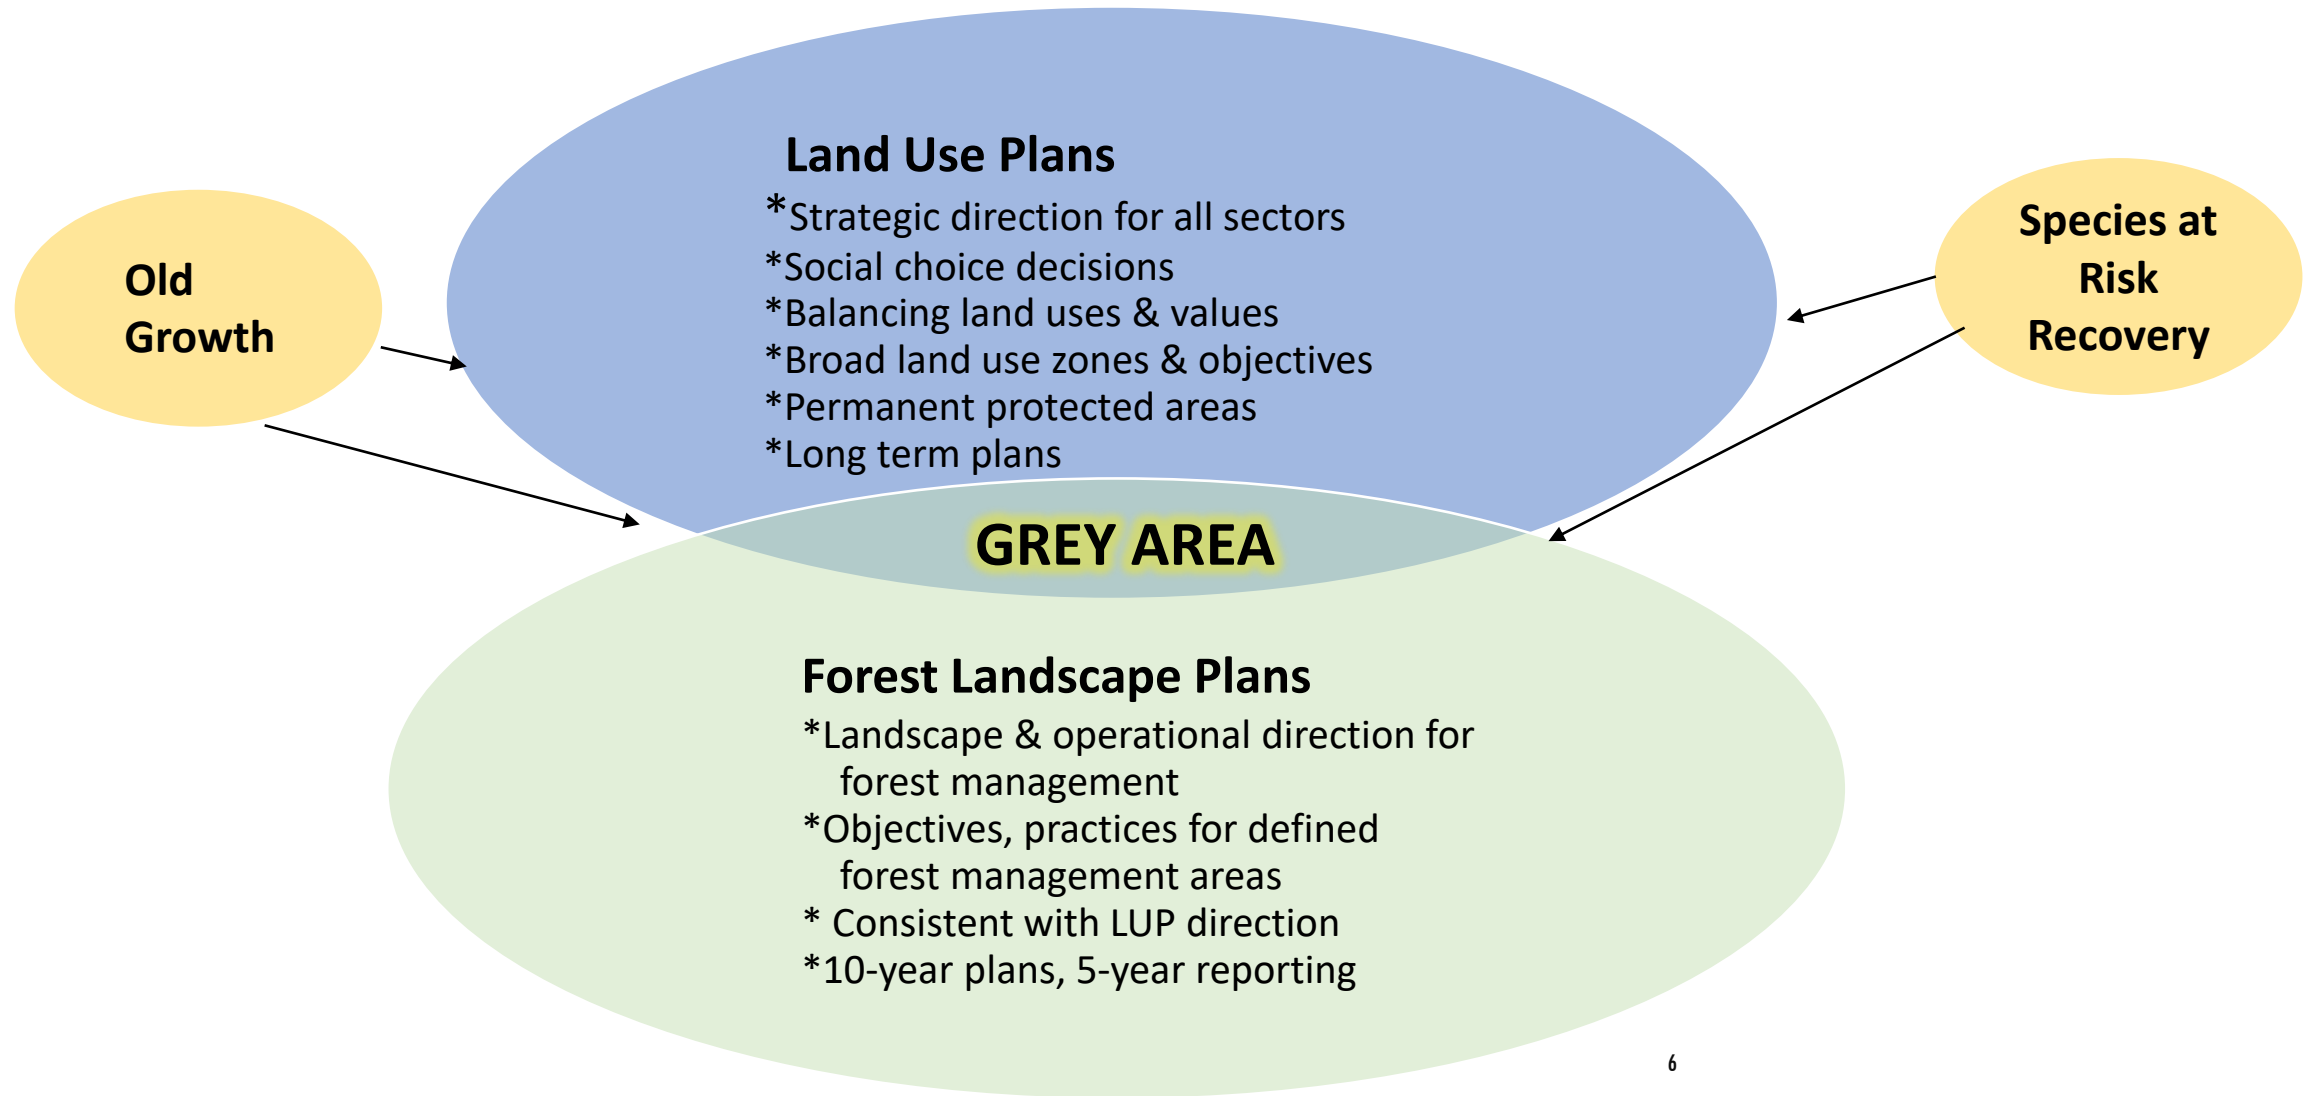 Land Use Plans
*Strategic direction for all sectors
*Social choice decisions
*Balancing land uses & values
*Broad land use zones & objectives
*Permanent protected areas
*Long term plans
Old
Growth
Species at
Risk
Recovery
GREY AREA
Forest Landscape Plans
*Landscape & operational direction for
forest management
*Objectives, practices for defined
forest management areas
* Consistent with LUP direction
*10-year plans, 5-year reporting
6